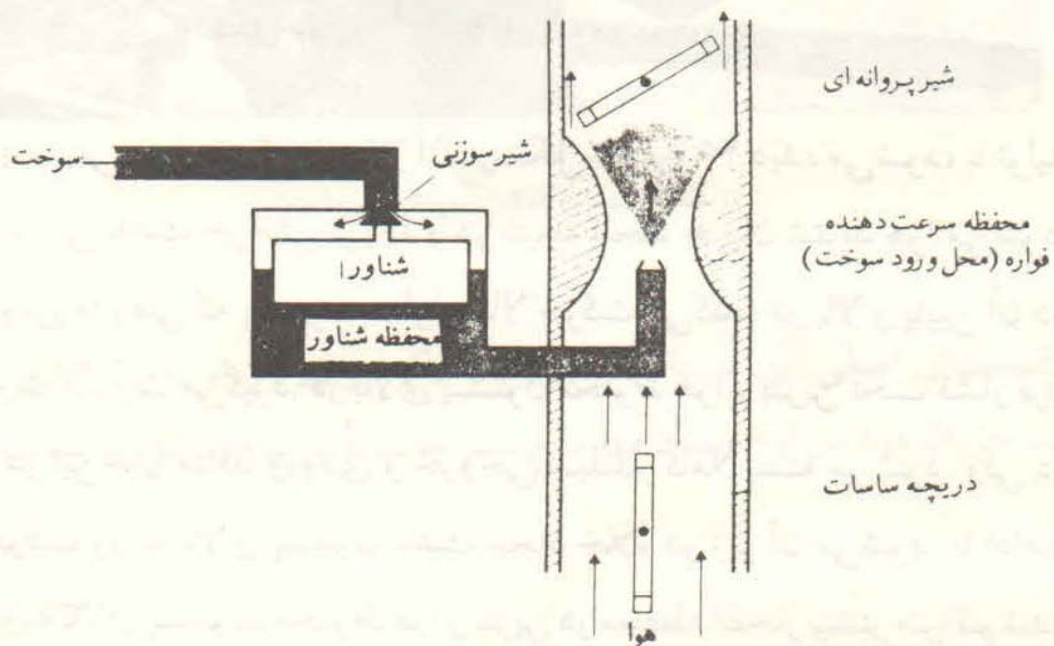 شیر پروانه ای
سوخت
شیر سوزنی
محفظه سرعت دهنده
فواره (محل ورود سوخت)
شناور
محفظه شناور
دریچه ساسات
هوا